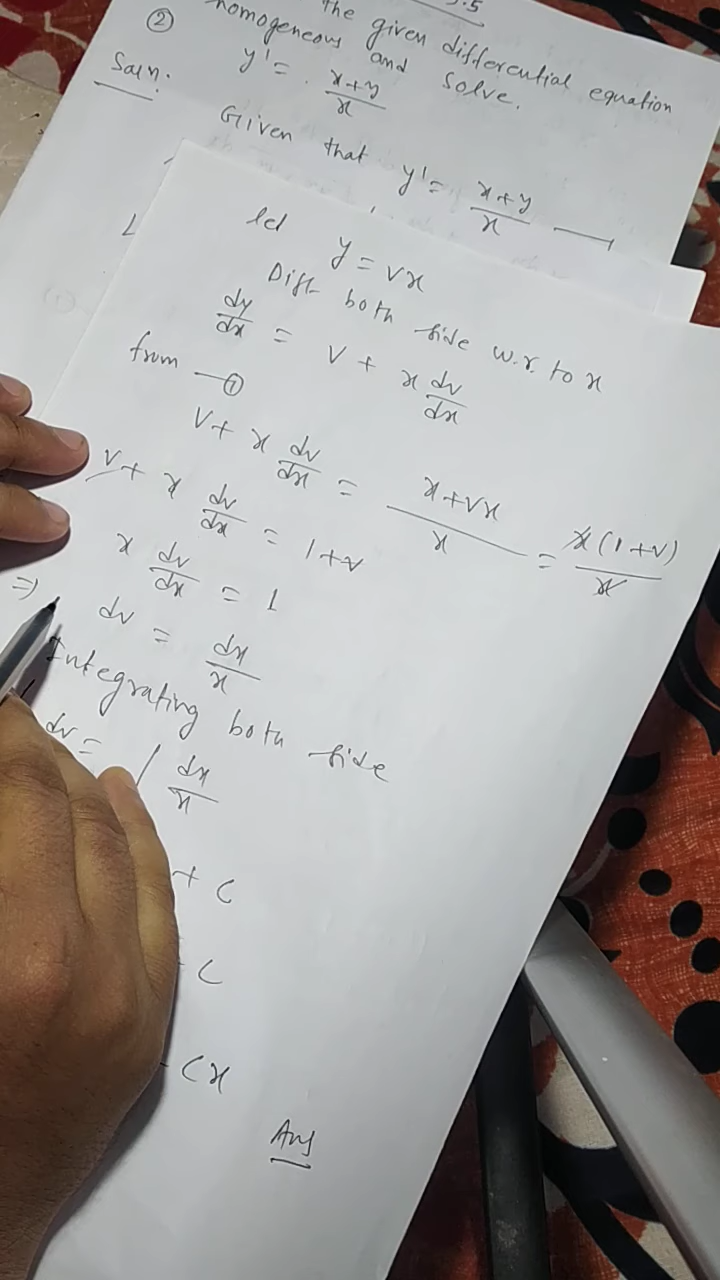 .5
② the given differential equation
homogeneous and solve.
y' = x+y/x
Soln:
Given that y' = x+y/x —
let y = vx
Diff both side w.r. to x
dy/dx = v + x dv/dx
from —①
v + x dv/dx = x+vx/x = x(1+v)/x
v + x dv/dx = 1+v
x dv/dx = 1
⇒ dv = dx/x
Integrating both side
dv = ∫ dx/x
+ C
C
Cx
Ans